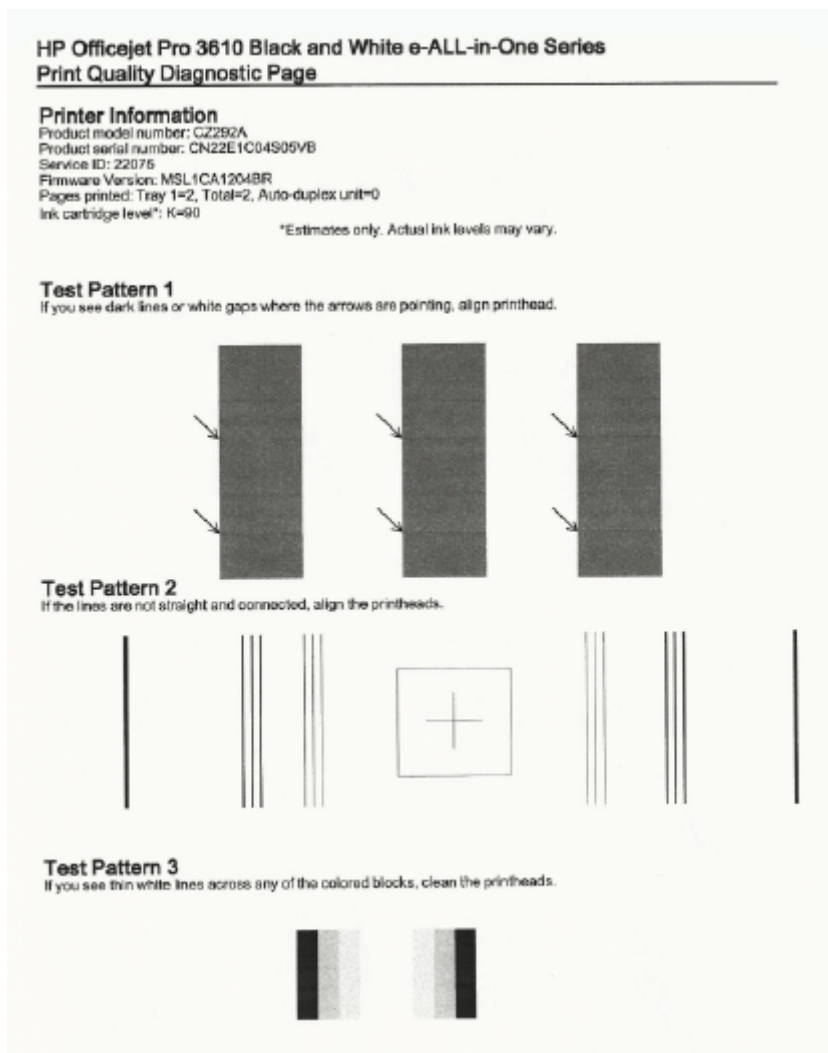 HP Officejet Pro 3610 Black and White e-ALL-in-One Series
Print Quality Diagnostic Page
Printer Information
Product model number: CZ292A
Product serial number: CN22E1C04S05VB
Service ID: 22075
Firmware Version: MSL1CA1204BR
Pages printed: Tray 1=2, Total=2, Auto-duplex unit=0
Ink cartridge level*: K=90
*Estimates only. Actual ink levels may vary.
Test Pattern 1
If you see dark lines or white gaps where the arrows are pointing, align printhead.
Test Pattern 2
If the lines are not straight and connected, align the printheads.
Test Pattern 3
If you see thin white lines across any of the colored blocks, clean the printheads.